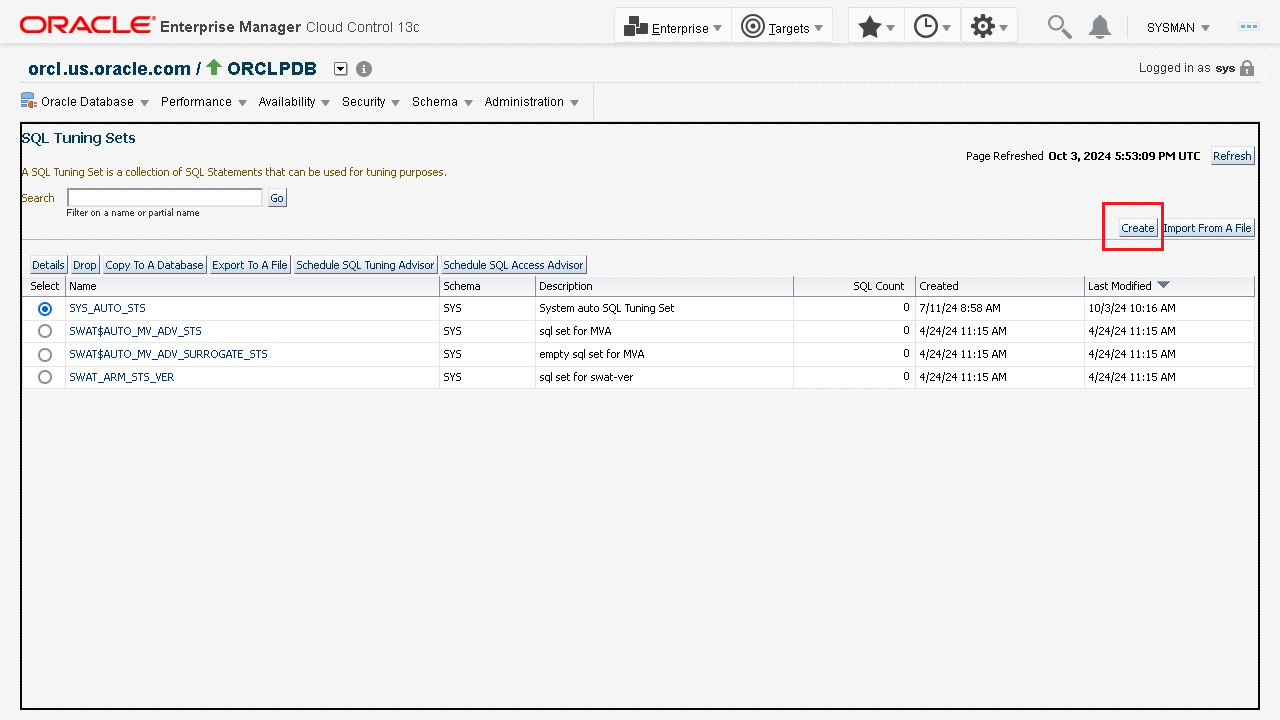 ORACLE® Enterprise Manager Cloud Control 13c
Enterprise Targets SYSMAN
orcl.us.oracle.com / ORCLPDB
Logged in as sys
Oracle Database Performance Availability Security Schema Administration
SQL Tuning Sets
Page Refreshed Oct 3, 2024 5:53:09 PM UTC Refresh
A SQL Tuning Set is a collection of SQL Statements that can be used for tuning purposes.
Search Go
Filter on a name or partial name
Create Import From A File
Details Drop Copy To A Database Export To A File Schedule SQL Tuning Advisor Schedule SQL Access Advisor
Select Name Schema Description SQL Count Created Last Modified
SYS_AUTO_STS SYS System auto SQL Tuning Set 0 7/11/24 8:58 AM 10/3/24 10:16 AM
SWAT$AUTO_MV_ADV_STS SYS sql set for MVA 0 4/24/24 11:15 AM 4/24/24 11:15 AM
SWAT$AUTO_MV_ADV_SURROGATE_STS SYS empty sql set for MVA 0 4/24/24 11:15 AM 4/24/24 11:15 AM
SWAT_ARM_STS_VER SYS sql set for swat-ver 0 4/24/24 11:15 AM 4/24/24 11:15 AM